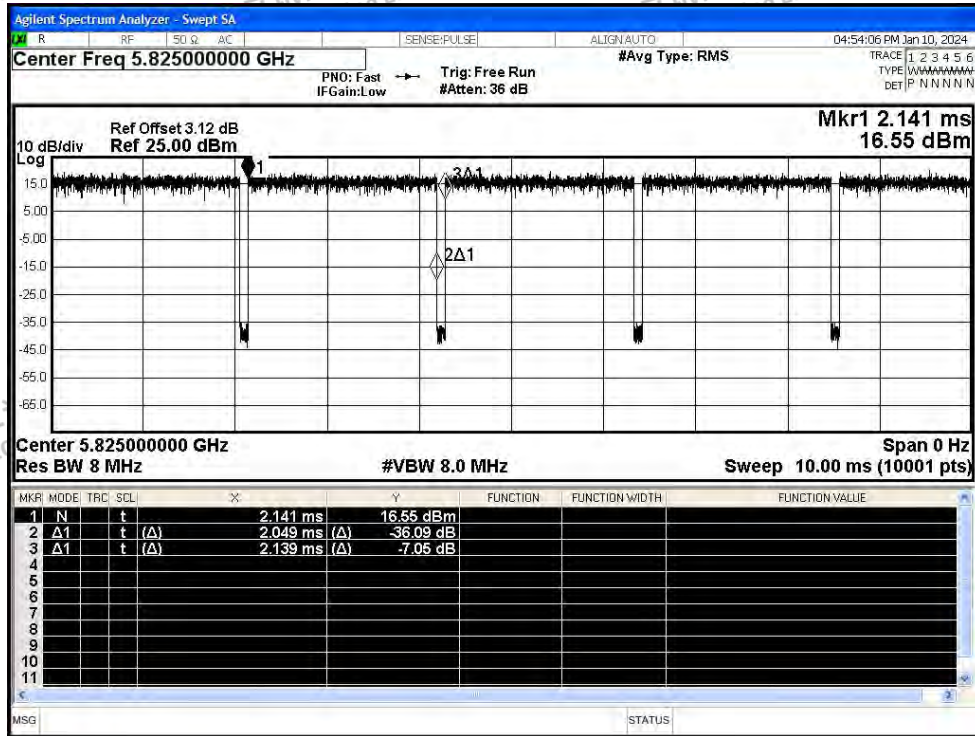 Agilent Spectrum Analyzer - Swept SA
LXI R RF 50 Ω AC SENSE:PULSE ALIGN AUTO 04:54:06 PM Jan 10, 2024
Center Freq 5.825000000 GHz #Avg Type: RMS TRACE 1 2 3 4 5 6
PNO: Fast Trig: Free Run TYPE WWWWWW
IFGain:Low #Atten: 36 dB DET P N N N N N
Mkr1 2.141 ms
Ref Offset 3.12 dB
10 dB/div Ref 25.00 dBm 16.55 dBm
Log
1
15.0 3Δ1
5.00
-5.00
2Δ1
-15.0
-25.0
-35.0
-45.0
-55.0
-65.0
Center 5.825000000 GHz Span 0 Hz
Res BW 8 MHz #VBW 8.0 MHz Sweep 10.00 ms (10001 pts)
MKR MODE TRC SCL X Y FUNCTION FUNCTION WIDTH FUNCTION VALUE
1 N t 2.141 ms 16.55 dBm
2 Δ1 t (Δ) 2.049 ms (Δ) -36.09 dB
3 Δ1 t (Δ) 2.139 ms (Δ) -7.05 dB
4
5
6
7
8
9
10
11
MSG STATUS